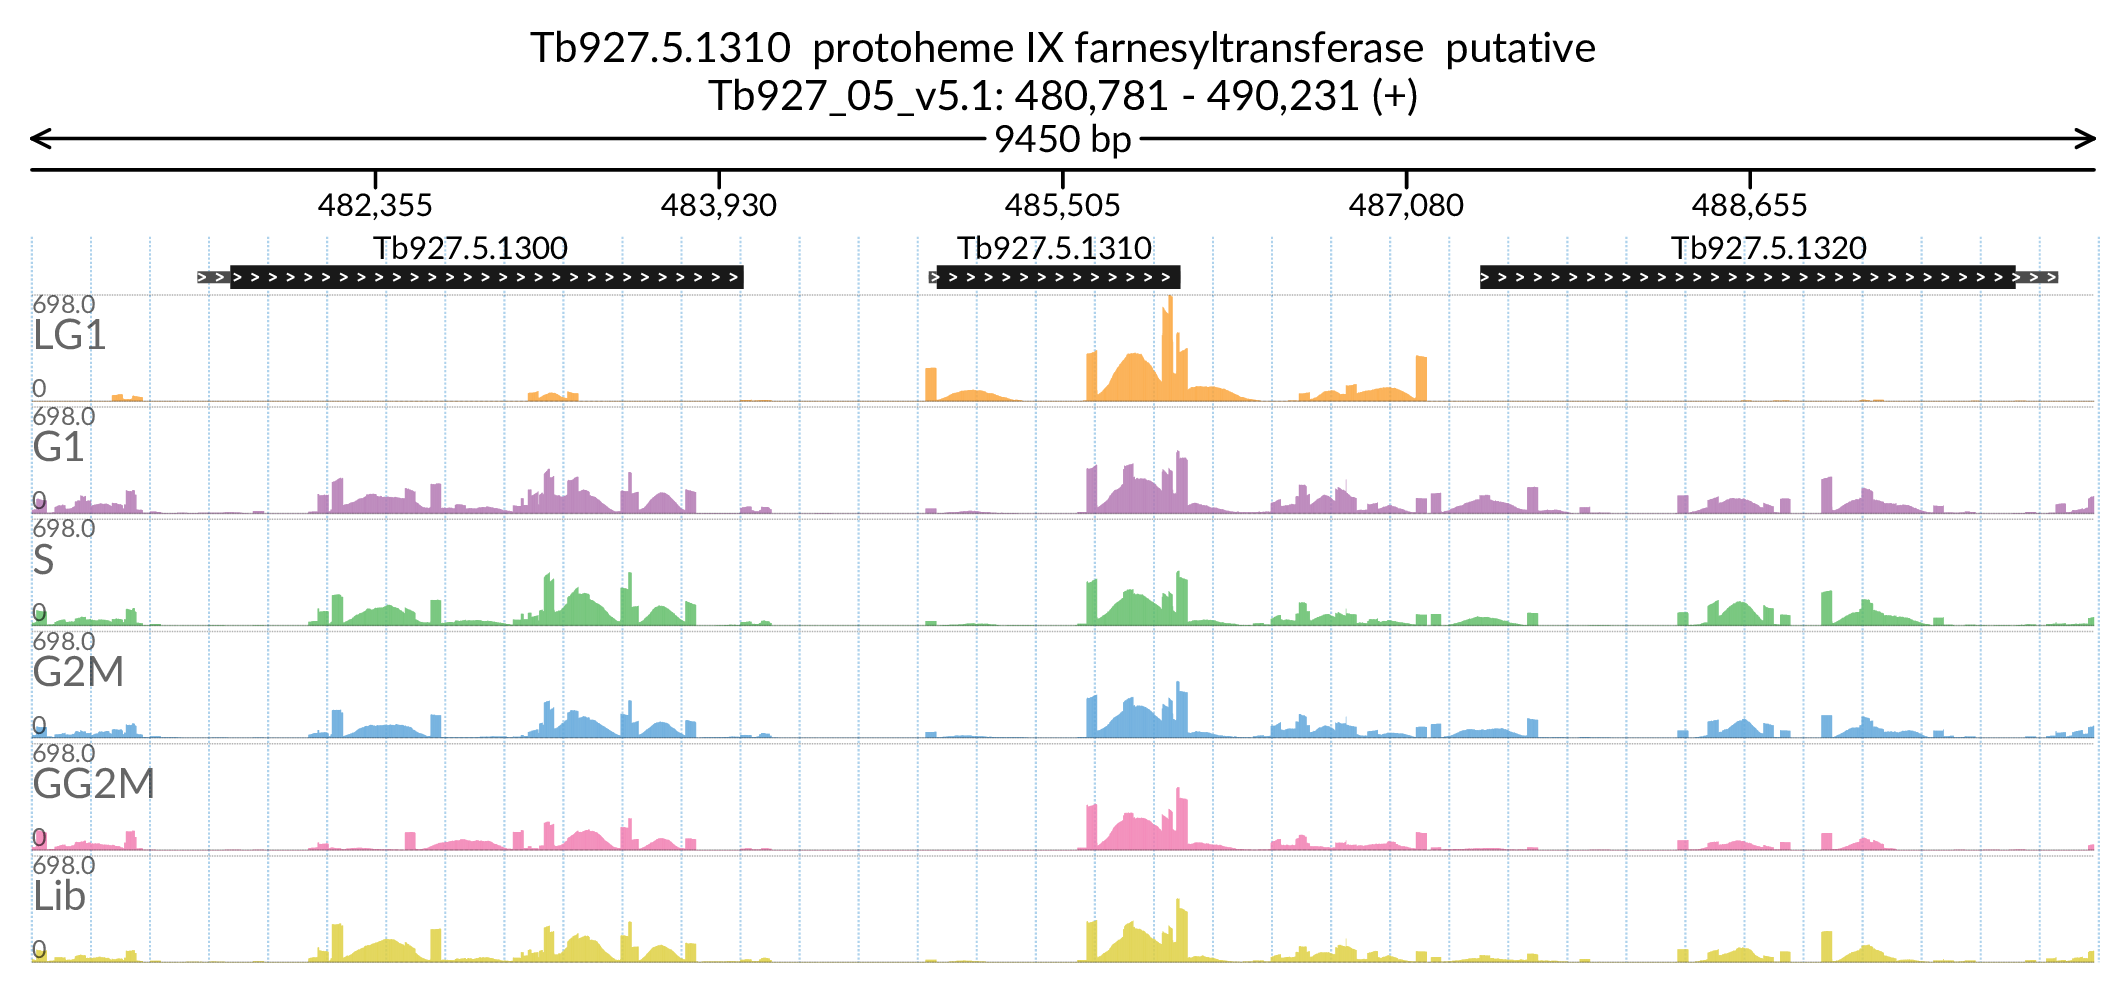 Tb927.5.1310  protoheme IX farnesyltransferase  putative
Tb927_05_v5.1: 480,781 - 490,231 (+)
9450 bp
482,355 483,930 485,505 487,080 488,655
Tb927.5.1300 Tb927.5.1310 Tb927.5.1320
698.0
LG1
0
698.0
G1
0
698.0
S
0
698.0
G2M
0
698.0
GG2M
0
698.0
Lib
0